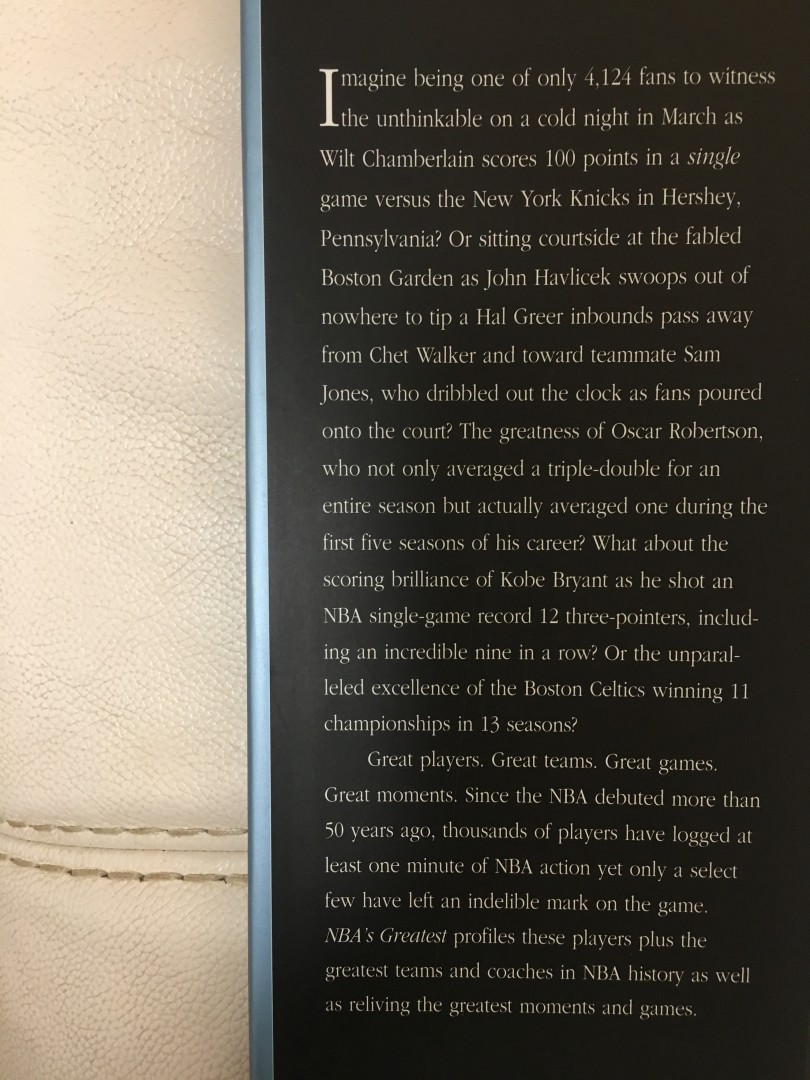 Imagine being one of only 4,124 fans to witness
the unthinkable on a cold night in March as
Wilt Chamberlain scores 100 points in a single
game versus the New York Knicks in Hershey,
Pennsylvania? Or sitting courtside at the fabled
Boston Garden as John Havlicek swoops out of
nowhere to tip a Hal Greer inbounds pass away
from Chet Walker and toward teammate Sam
Jones, who dribbled out the clock as fans poured
onto the court? The greatness of Oscar Robertson,
who not only averaged a triple-double for an
entire season but actually averaged one during the
first five seasons of his career? What about the
scoring brilliance of Kobe Bryant as he shot an
NBA single-game record 12 three-pointers, includ-
ing an incredible nine in a row? Or the unparal-
leled excellence of the Boston Celtics winning 11
championships in 13 seasons?
Great players. Great teams. Great games.
Great moments. Since the NBA debuted more than
50 years ago, thousands of players have logged at
least one minute of NBA action yet only a select
few have left an indelible mark on the game.
NBA's Greatest profiles these players plus the
greatest teams and coaches in NBA history as well
as reliving the greatest moments and games.